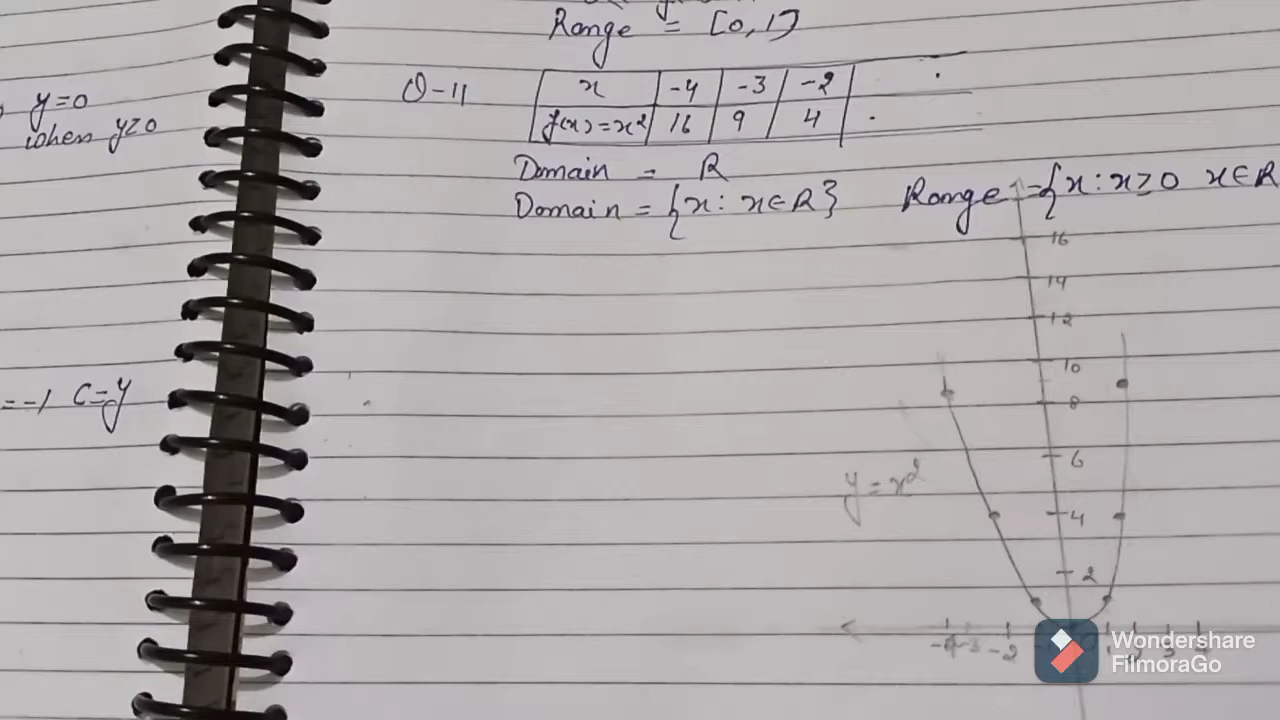 Range = [0, 1]
y=0
when y≥0
Q-11
x | -4 | -3 | -2
f(x)=x² | 16 | 9 | 4
Domain = R
Domain = {x: x∈R}
Range = {x: x≥0 x∈R
=-1 C=y
16
14
12
10
8
6
4
2
y=x²
-3 -2
Wondershare
FilmoraGo